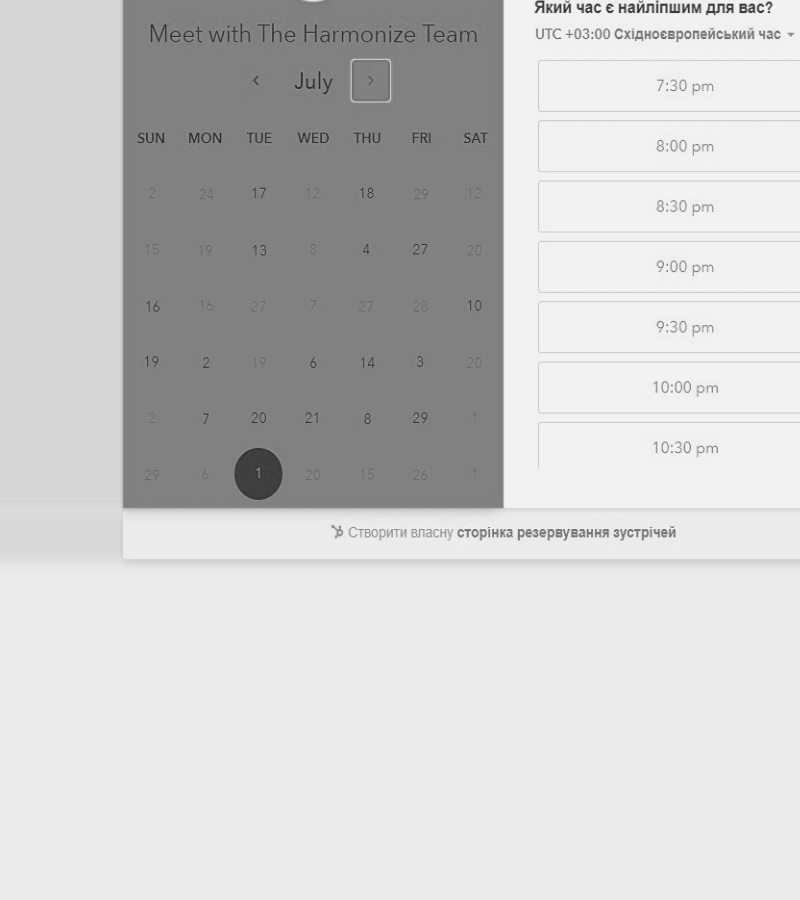 Meet with The Harmonize Team
July
SUN MON TUE WED THU FRI SAT
2 24 17 12 18 29 12
15 19 13 8 4 27 20
16 16 27 7 27 28 10
19 2 19 6 14 3 20
2 7 20 21 8 29 1
29 6 1 20 15 26 1
Який час є найліпшим для вас?
UTC +03:00 Східноєвропейський час
7:30 pm
8:00 pm
8:30 pm
9:00 pm
9:30 pm
10:00 pm
10:30 pm
Створити власну сторінка резервування зустрічей